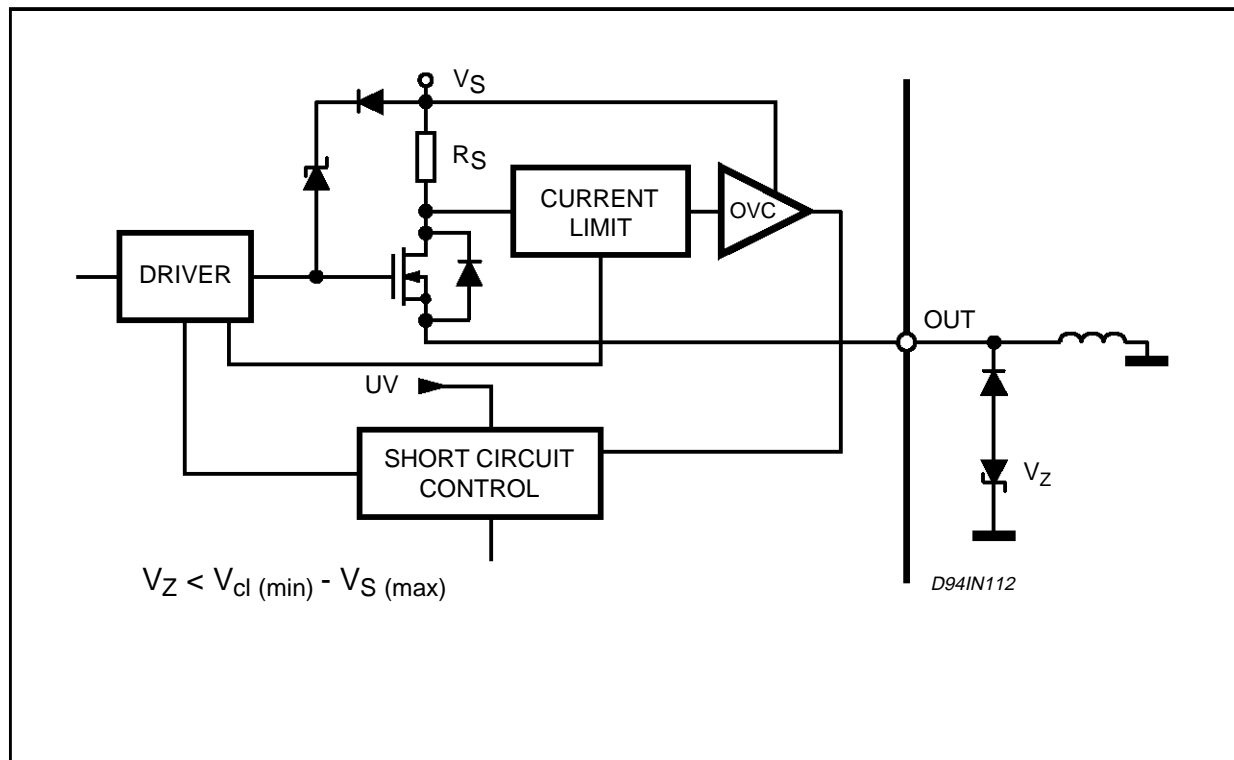 VS
RS
CURRENT
LIMIT
OVC
DRIVER
OUT
UV
SHORT CIRCUIT
CONTROL
VZ
VZ < Vcl (min) - VS (max)
D94IN112